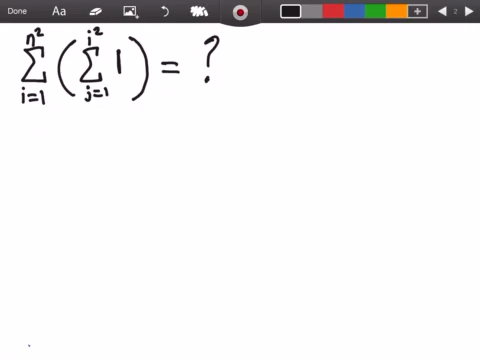 Done Aa 2
n² i²
∑ ( ∑ 1 ) = ?
i=1 j=1